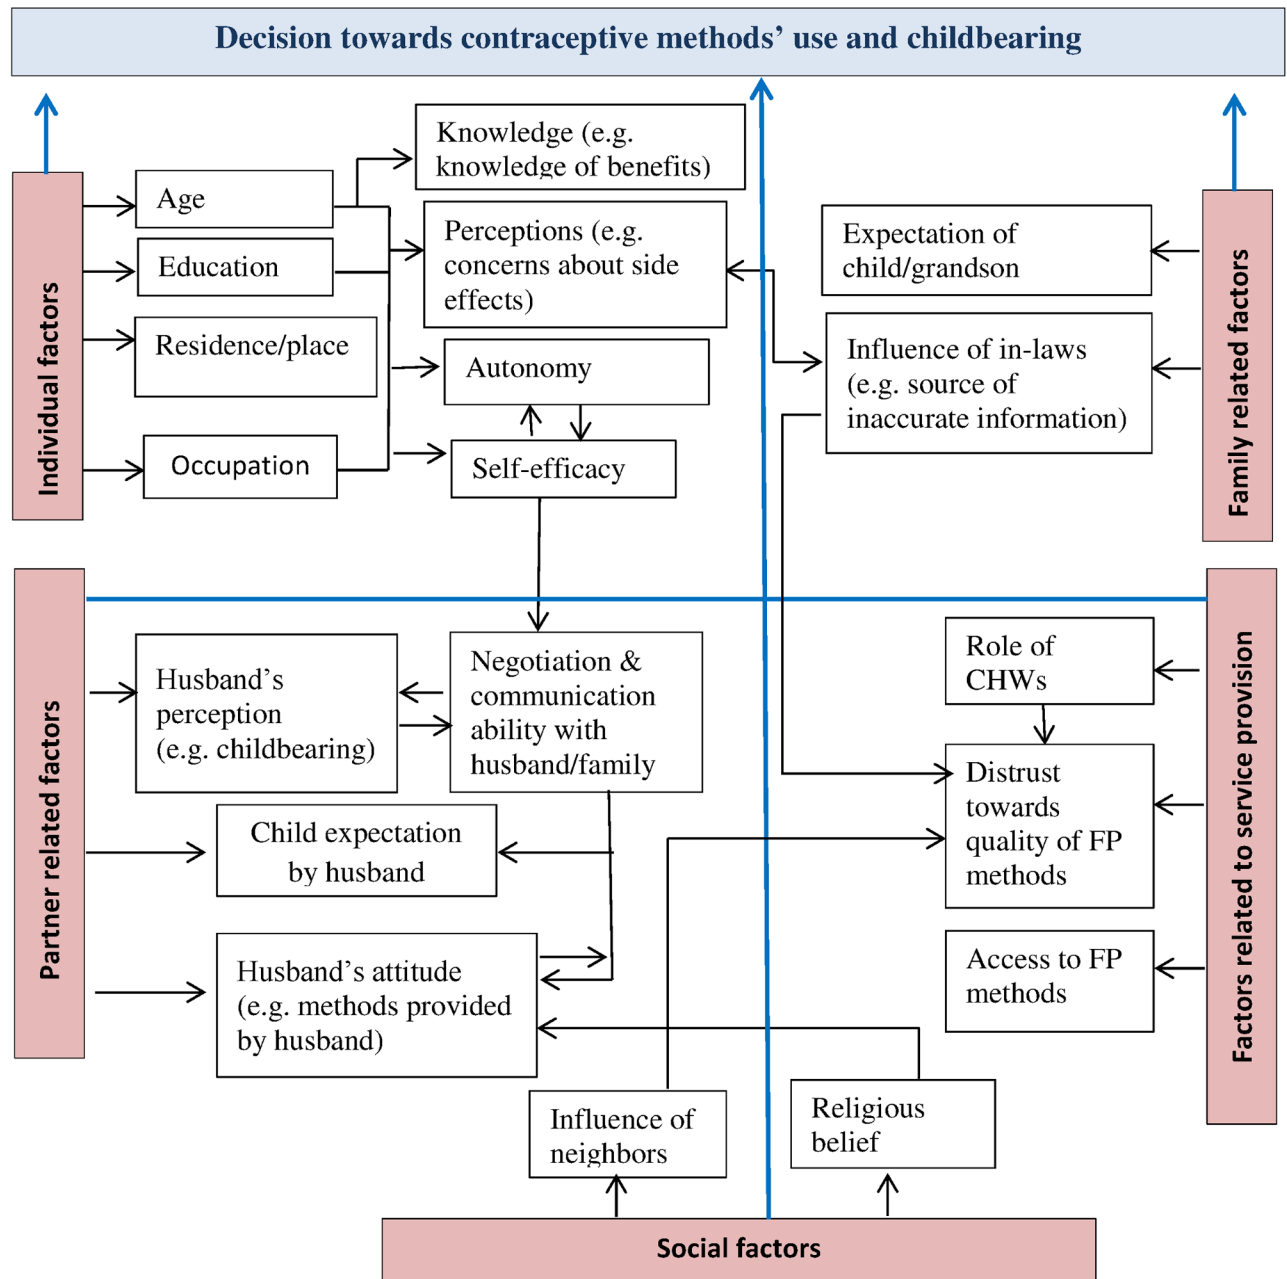 Decision towards contraceptive methods’ use and childbearing
Individual factors
Age
Education
Residence/place
Occupation
Knowledge (e.g.
knowledge of benefits)
Perceptions (e.g.
concerns about side
effects)
Autonomy
Self-efficacy
Expectation of
child/grandson
Influence of in-laws
(e.g. source of
inaccurate information)
Family related factors
Partner related factors
Husband’s
perception
(e.g. childbearing)
Negotiation &
communication
ability with
husband/family
Child expectation
by husband
Husband’s attitude
(e.g. methods provided
by husband)
Role of
CHWs
Distrust
towards
quality of FP
methods
Access to FP
methods
Factors related to service provision
Influence of
neighbors
Religious
belief
Social factors